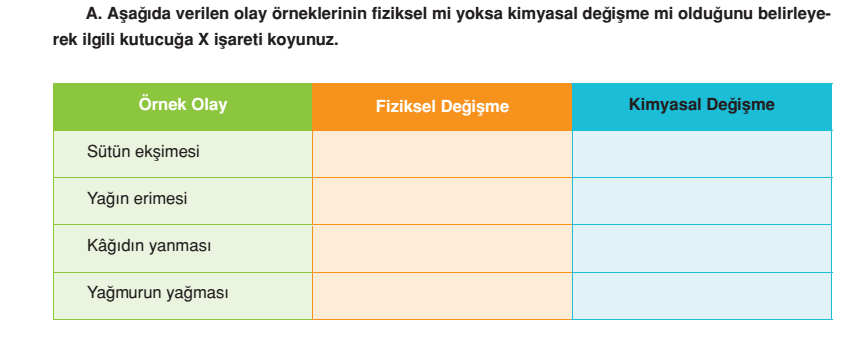 A. Aşağıda verilen olay örneklerinin fiziksel mi yoksa kimyasal değişme mi olduğunu belirleye-
rek ilgili kutucuğa X işareti koyunuz.
Örnek Olay Fiziksel Değişme Kimyasal Değişme
Sütün ekşimesi
Yağın erimesi
Kâğıdın yanması
Yağmurun yağması